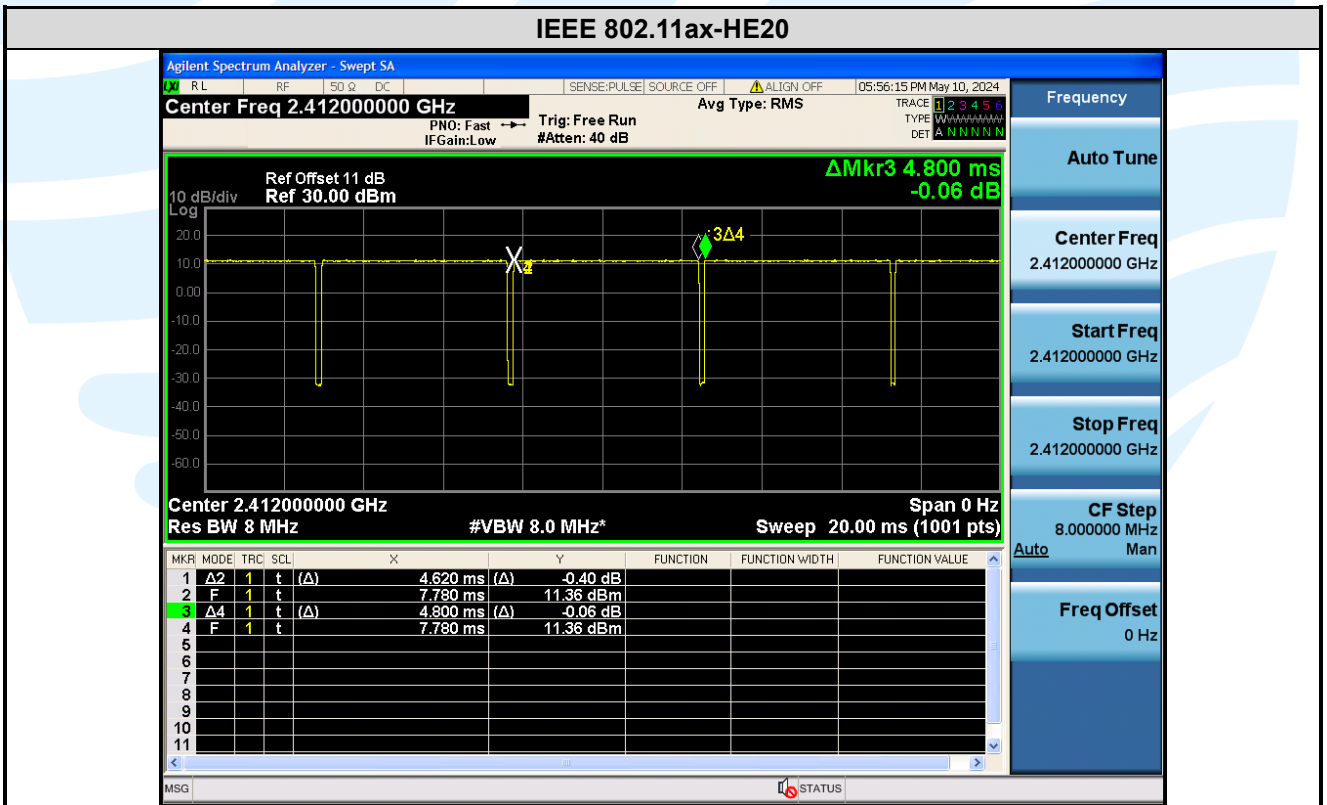 IEEE 802.11ax-HE20
Agilent Spectrum Analyzer - Swept SA
LXI RL RF 50 Ω DC SENSE:PULSE SOURCE OFF ALIGN OFF 05:56:15 PM May 10, 2024
Center Freq 2.412000000 GHz
Avg Type: RMS
TRACE 1 2 3 4 5 6
PNO: Fast
Trig: Free Run
TYPE WWWWWWW
IFGain:Low
#Atten: 40 dB
DET A N N N N N
ΔMkr3 4.800 ms
-0.06 dB
Ref Offset 11 dB
10 dB/div Ref 30.00 dBm
Log
20.0
3Δ4
10.0
0.00
-10.0
-20.0
-30.0
-40.0
-50.0
-60.0
Center 2.412000000 GHz Span 0 Hz
Res BW 8 MHz #VBW 8.0 MHz* Sweep 20.00 ms (1001 pts)
MKR MODE TRC SCL X Y FUNCTION FUNCTION WIDTH FUNCTION VALUE
1 Δ2 1 t (Δ) 4.620 ms (Δ) -0.40 dB
2 F 1 t 7.780 ms 11.36 dBm
3 Δ4 1 t (Δ) 4.800 ms (Δ) -0.06 dB
4 F 1 t 7.780 ms 11.36 dBm
5
6
7
8
9
10
11
MSG STATUS
Frequency
Auto Tune
Center Freq
2.412000000 GHz
Start Freq
2.412000000 GHz
Stop Freq
2.412000000 GHz
CF Step
8.000000 MHz
Auto Man
Freq Offset
0 Hz